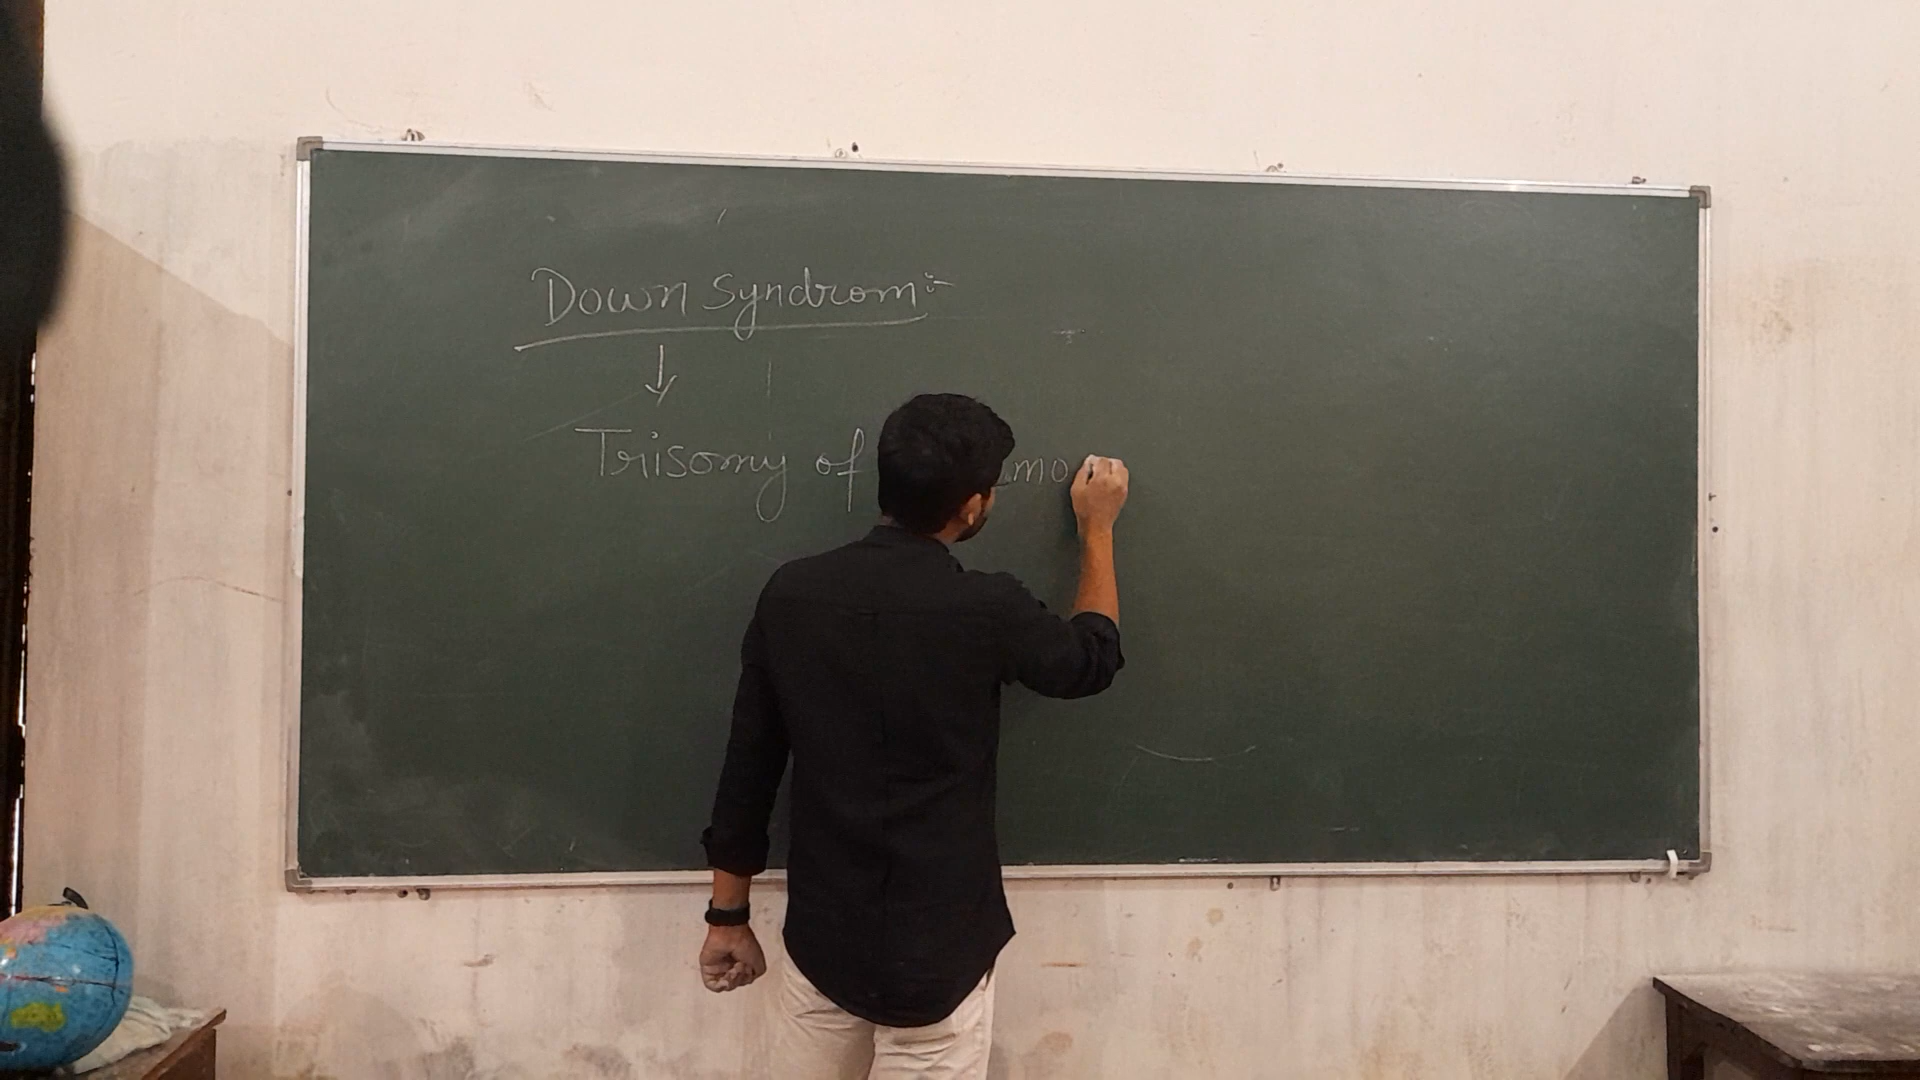 Down Syndrom:-
↓
Trisomy of